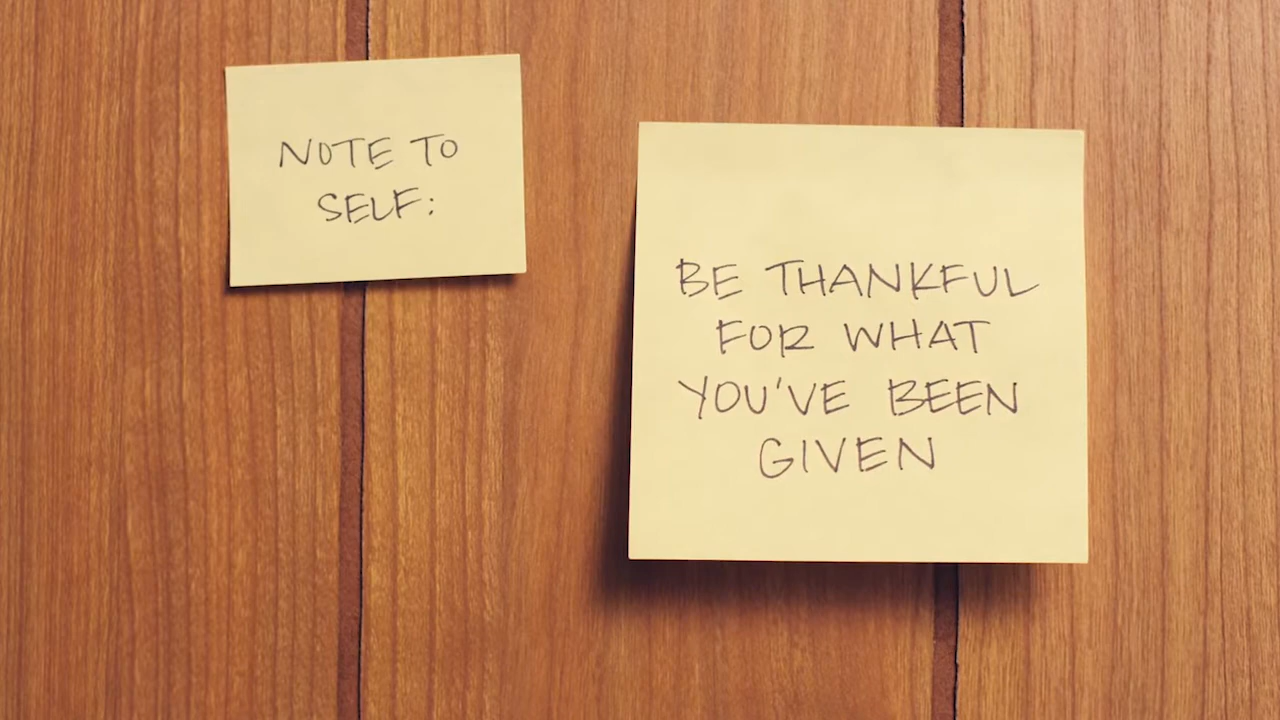 NOTE TO
SELF:
BE THANKFUL
FOR WHAT
YOU'VE BEEN
GIVEN